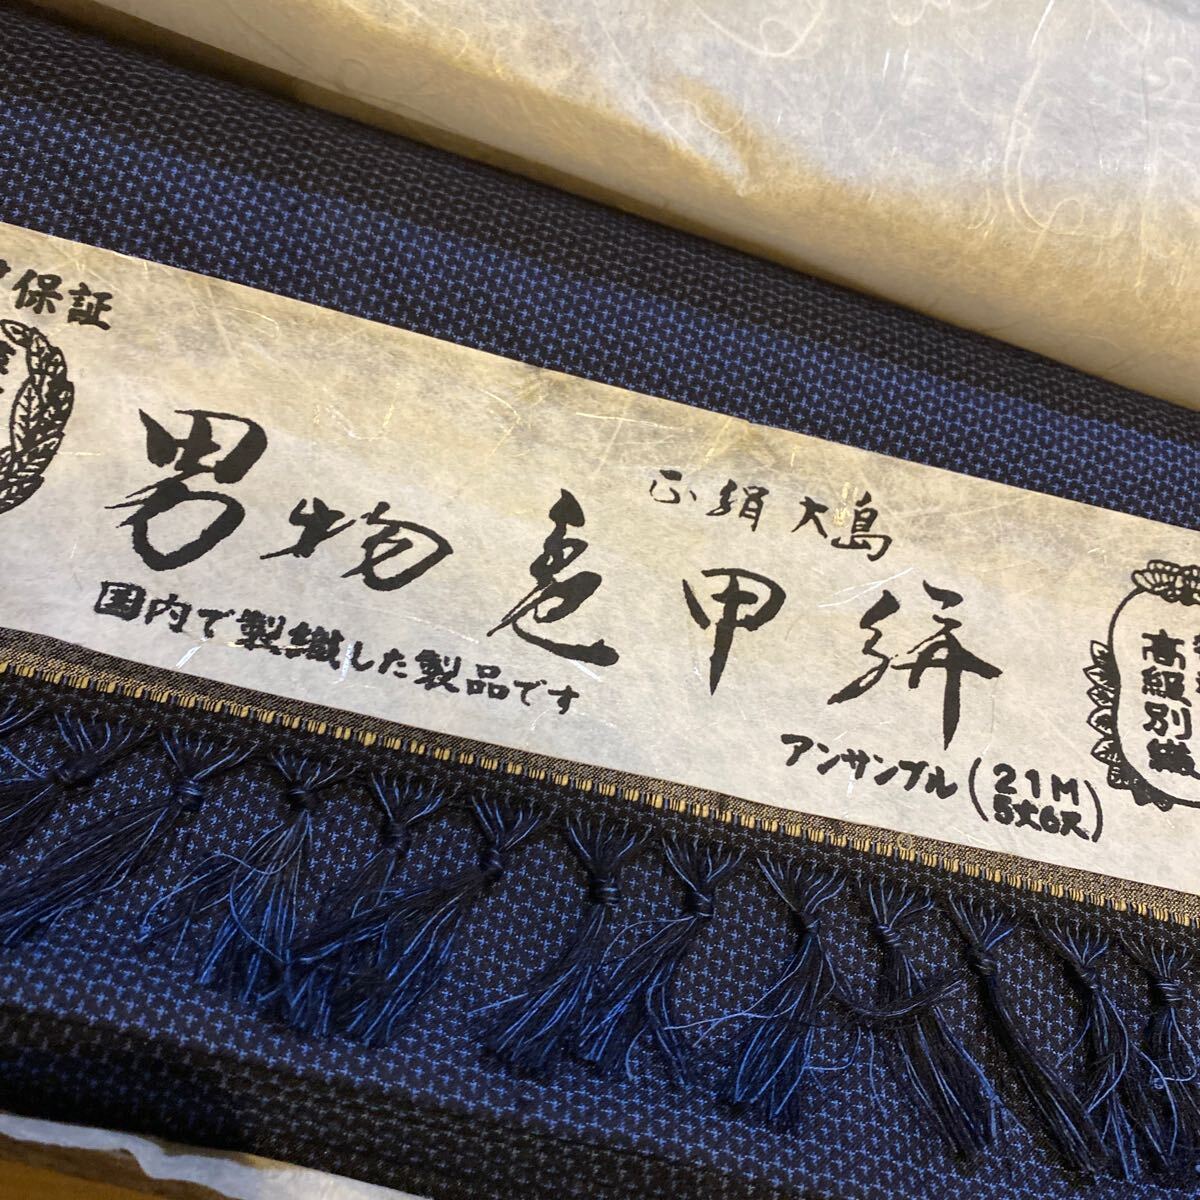 保証
正絹大島
男物亀甲絣
国内で製織した製品です
アンサンブル(21M
5丈6尺)
高級別織